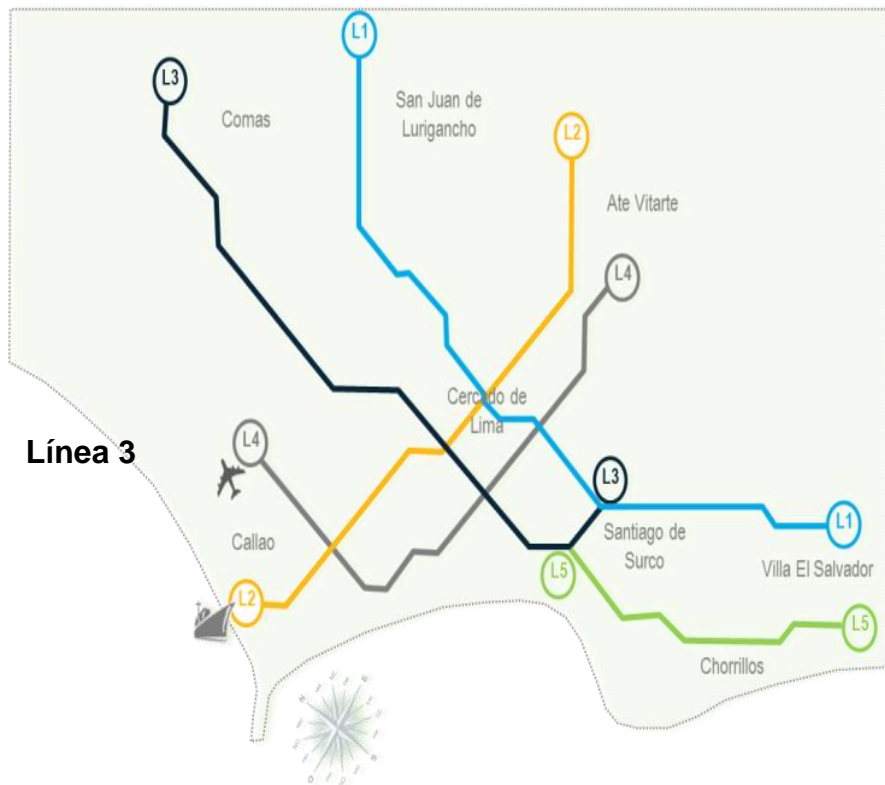 L1
L3
San Juan de
Lurigancho
Comas
L2
Ate Vitarte
L4
Cercado de
Lima
L4
Línea 3
L3
Callao
Santiago de
Surco
L1
Villa El Salvador
L5
L2
L5
Chorrillos
N
E
S
O